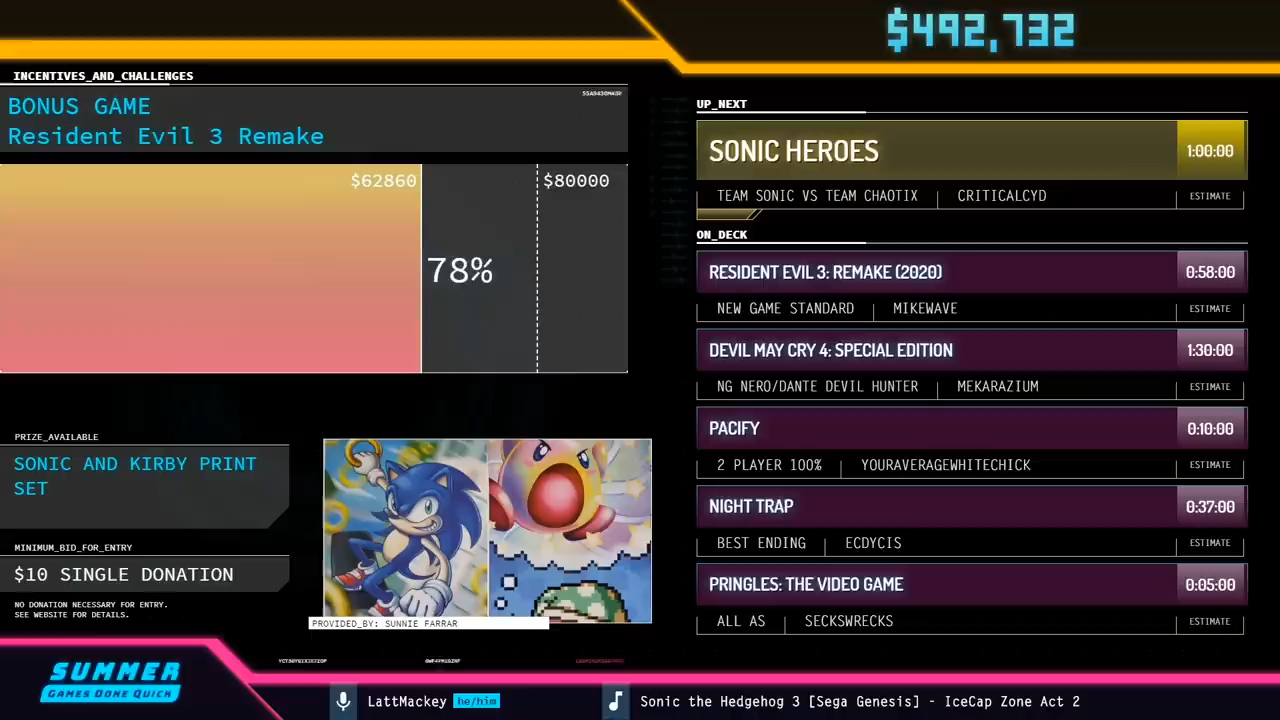 $492,732
INCENTIVES_AND_CHALLENGES
BONUS GAME
Resident Evil 3 Remake
$62860
$80000
78%
UP_NEXT
SONIC HEROES
1:00:00
TEAM SONIC VS TEAM CHAOTIX
CRITICALCYD
ESTIMATE
ON_DECK
RESIDENT EVIL 3: REMAKE (2020)
0:58:00
NEW GAME STANDARD
MIKEWAVE
ESTIMATE
DEVIL MAY CRY 4: SPECIAL EDITION
1:30:00
NG NERO/DANTE DEVIL HUNTER
MEKARAZIUM
ESTIMATE
PACIFY
0:10:00
2 PLAYER 100%
YOURAVERAGEWHITECHICK
ESTIMATE
NIGHT TRAP
0:37:00
BEST ENDING
ECDYCIS
ESTIMATE
PRINGLES: THE VIDEO GAME
0:05:00
ALL AS
SECKSWRECKS
ESTIMATE
PRIZE_AVAILABLE
SONIC AND KIRBY PRINT
SET
MINIMUM_BID_FOR_ENTRY
$10 SINGLE DONATION
NO DONATION NECESSARY FOR ENTRY.
SEE WEBSITE FOR DETAILS.
PROVIDED_BY: SUNNIE FARRAR
SUMMER
GAMES DONE QUICK
LattMackey he/him
Sonic the Hedgehog 3 [Sega Genesis] - IceCap Zone Act 2